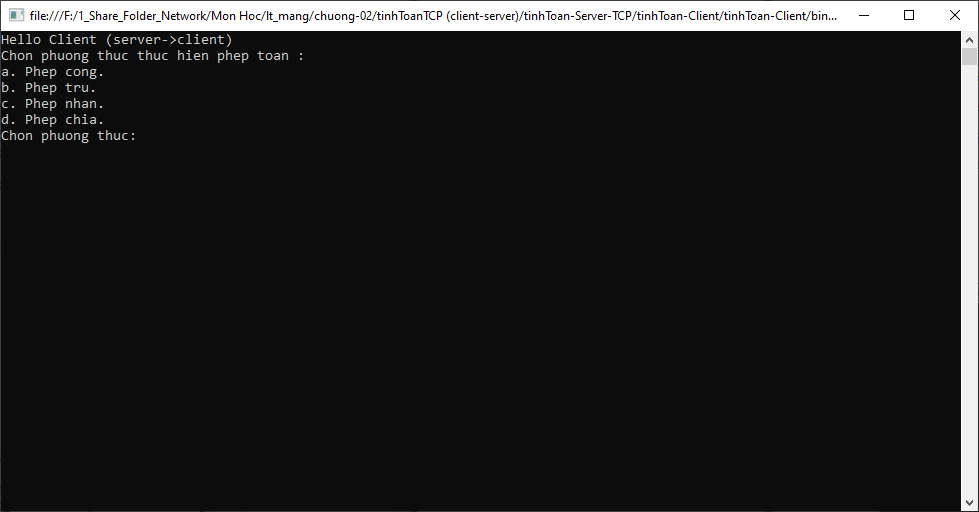 file:///F:/1_Share_Folder_Network/Mon Hoc/lt_mang/chuong-02/tinhToanTCP (client-server)/tinhToan-Server-TCP/tinhToan-Client/tinhToan-Client/bin...
Hello Client (server->client)
Chon phuong thuc thuc hien phep toan :
a. Phep cong.
b. Phep tru.
c. Phep nhan.
d. Phep chia.
Chon phuong thuc: